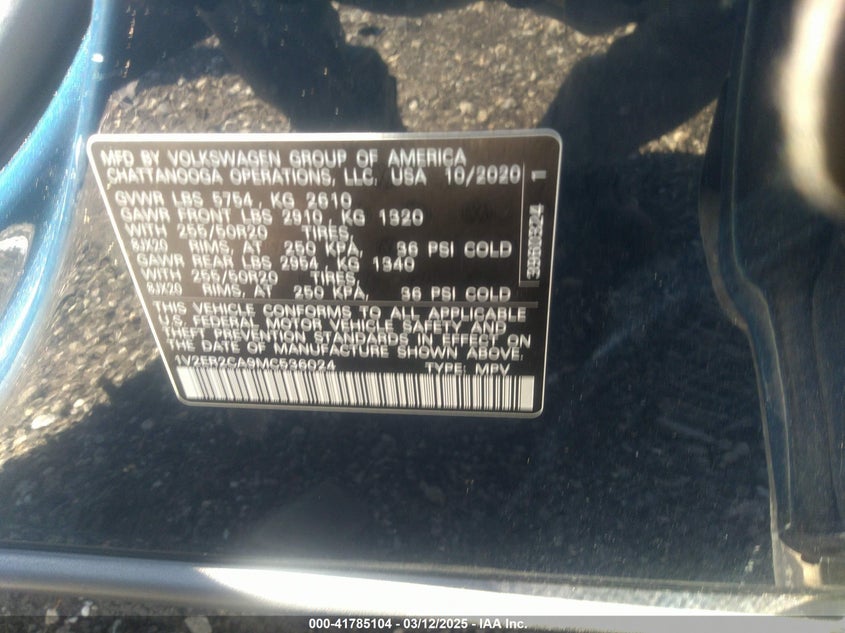 MFD BY VOLKSWAGEN GROUP OF AMERICA
CHATTANOOGA OPERATIONS, LLC, USA 10/2020
GVWR LBS 5754, KG 2610
GAWR FRONT LBS 2910, KG 1320
WITH 255/50R20 TIRES,
8JX20 RIMS, AT 250 KPA, 36 PSI COLD
GAWR REAR LBS 2954, KG 1340
WITH 255/50R20 TIRES,
8JX20 RIMS, AT 250 KPA, 36 PSI COLD
THIS VEHICLE CONFORMS TO ALL APPLICABLE
U.S. FEDERAL MOTOR VEHICLE SAFETY AND
THEFT PREVENTION STANDARDS IN EFFECT ON
THE DATE OF MANUFACTURE SHOWN ABOVE.
1V2ER2CA9MC536024 TYPE: MPV
1
000-41785104 - 03/12/2025 - IAA Inc.